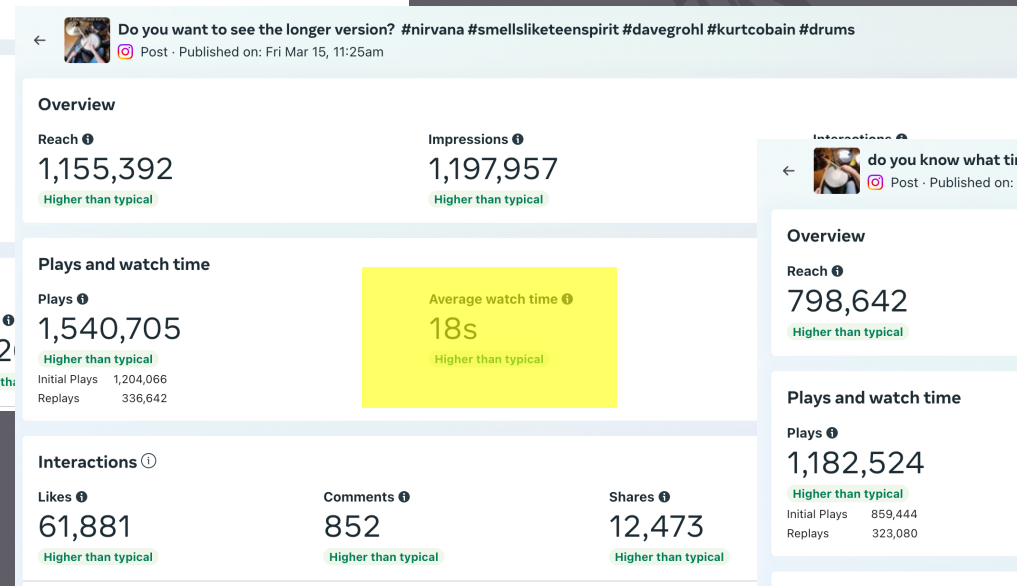 Do you want to see the longer version? #nirvana #smellsliketeenspirit #davegrohl #kurtcobain #drums
Post · Published on: Fri Mar 15, 11:25am
Overview
Reach
1,155,392
Higher than typical
Impressions
1,197,957
Higher than typical
Plays and watch time
Plays
1,540,705
Higher than typical
Initial Plays 1,204,066
Replays 336,642
Average watch time
18s
Higher than typical
Interactions
Likes
61,881
Higher than typical
Comments
852
Higher than typical
Shares
12,473
Higher than typical
do you know what
Post · Published on:
Overview
Reach
798,642
Higher than typical
Plays and watch time
Plays
1,182,524
Higher than typical
Initial Plays 859,444
Replays 323,080